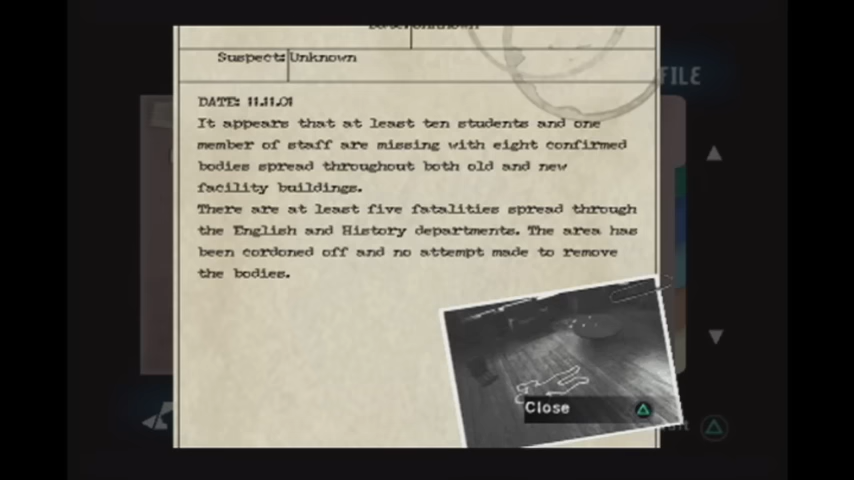 FILE
Suspect: Unknown
DATE: 11.11.01
It appears that at least ten students and one
member of staff are missing with eight confirmed
bodies spread throughout both old and new
facility buildings.
There are at least five fatalities spread through
the English and History departments. The area has
been cordoned off and no attempt made to remove
the bodies.
Close